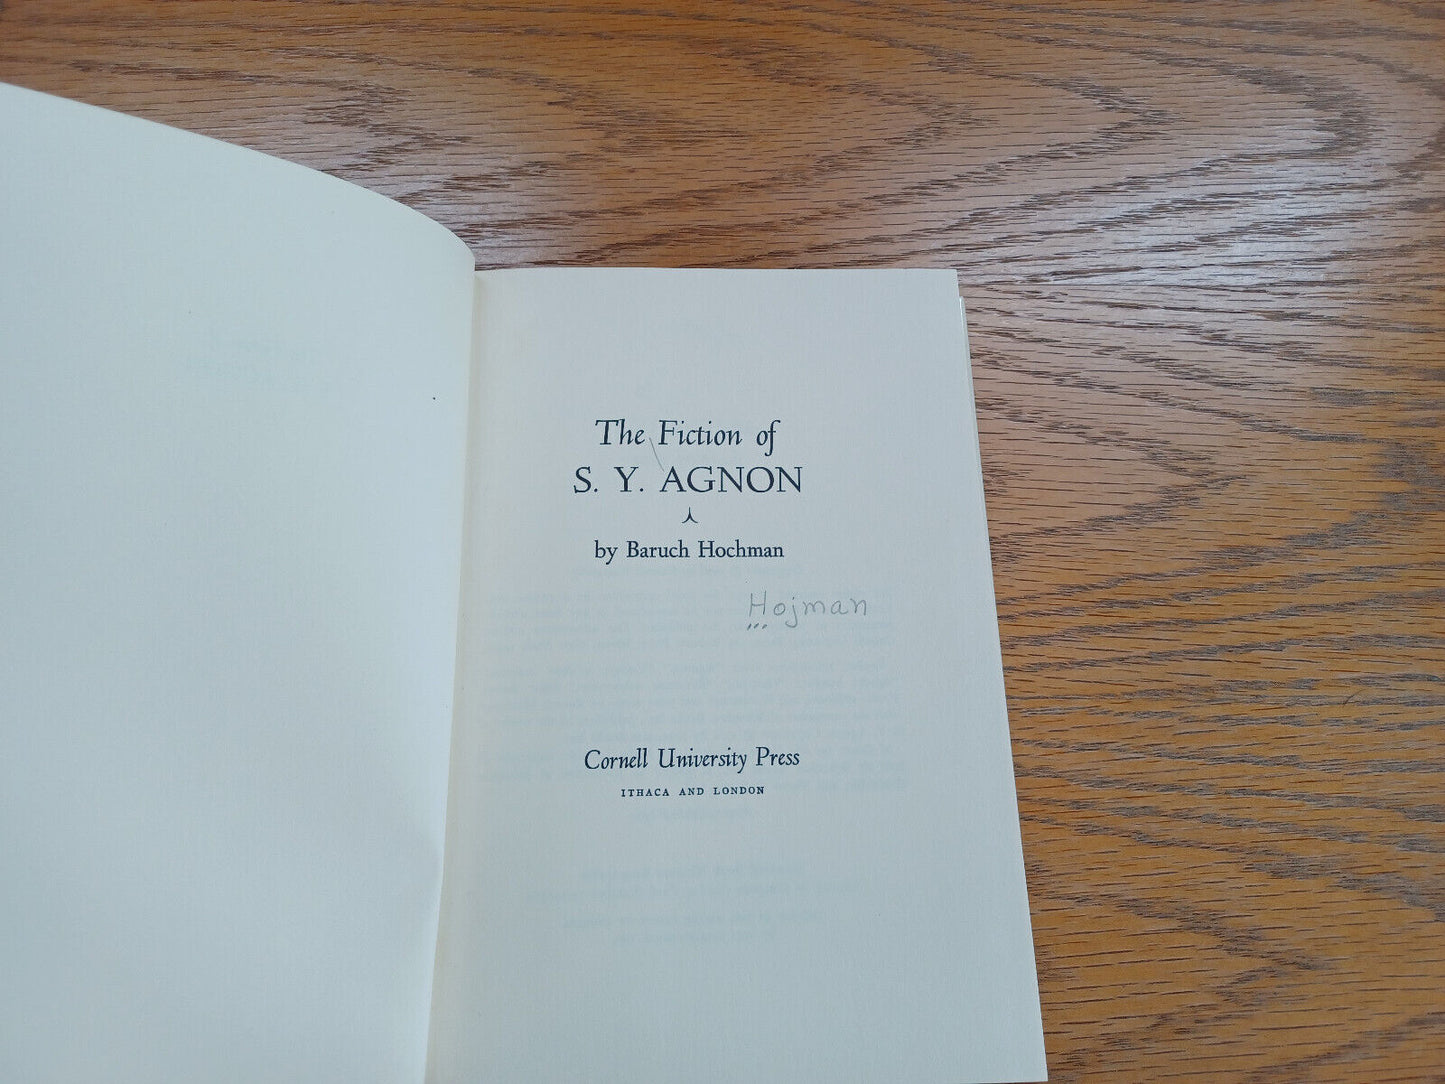 The Fiction of
S. Y. AGNON
by Baruch Hochman
Hojman
Cornell University Press
ITHACA AND LONDON